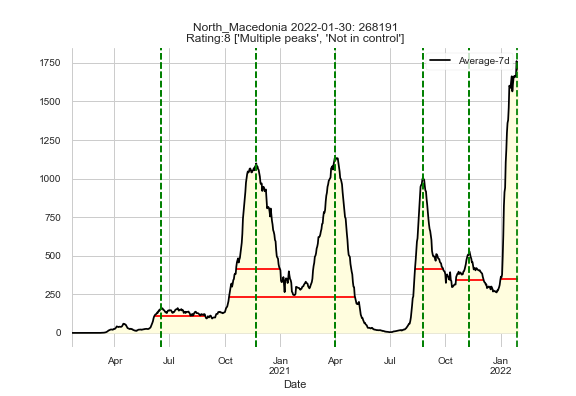 North_Macedonia 2022-01-30: 268191
Rating:8 ['Multiple peaks', 'Not in control']
Average-7d
1750
1500
1250
1000
750
500
250
0
Apr Jul Oct Jan Apr Jul Oct Jan
2021 2022
Date